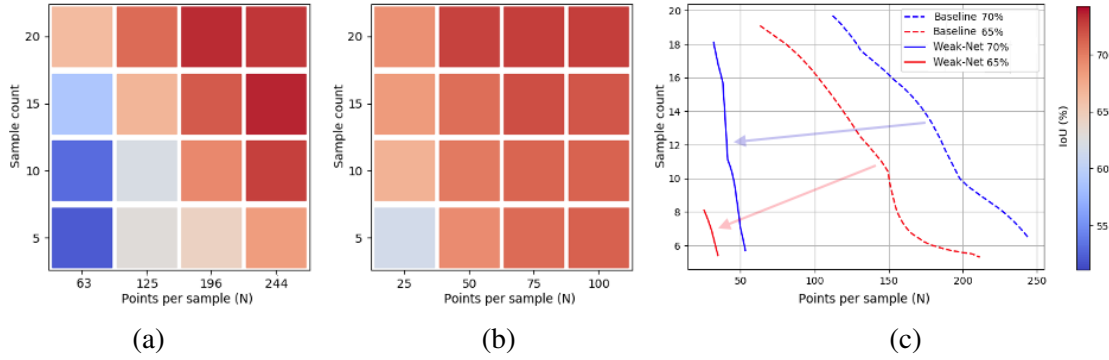 20
15
10
5
Sample count
63 125 196 244
Points per sample (N)
(a)
20
15
10
5
Sample count
25 50 75 100
Points per sample (N)
(b)
20
18
16
14
12
10
8
6
Sample count
Baseline 70%
Baseline 65%
Weak-Net 70%
Weak-Net 65%
50 100 150 200 250
Points per sample (N)
(c)
IoU (%)
70
65
60
55